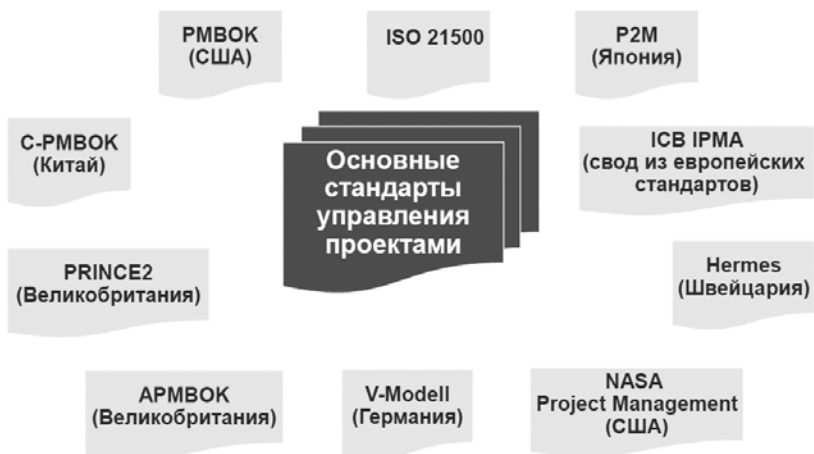 PMBOK
(США)
ISO 21500
P2M
(Япония)
C-PMBOK
(Китай)
Основные
стандарты
управления
проектами
ICB IPMA
(свод из европейских
стандартов)
PRINCE2
(Великобритания)
Hermes
(Швейцария)
APMBOK
(Великобритания)
V-Modell
(Германия)
NASA
Project Management
(США)